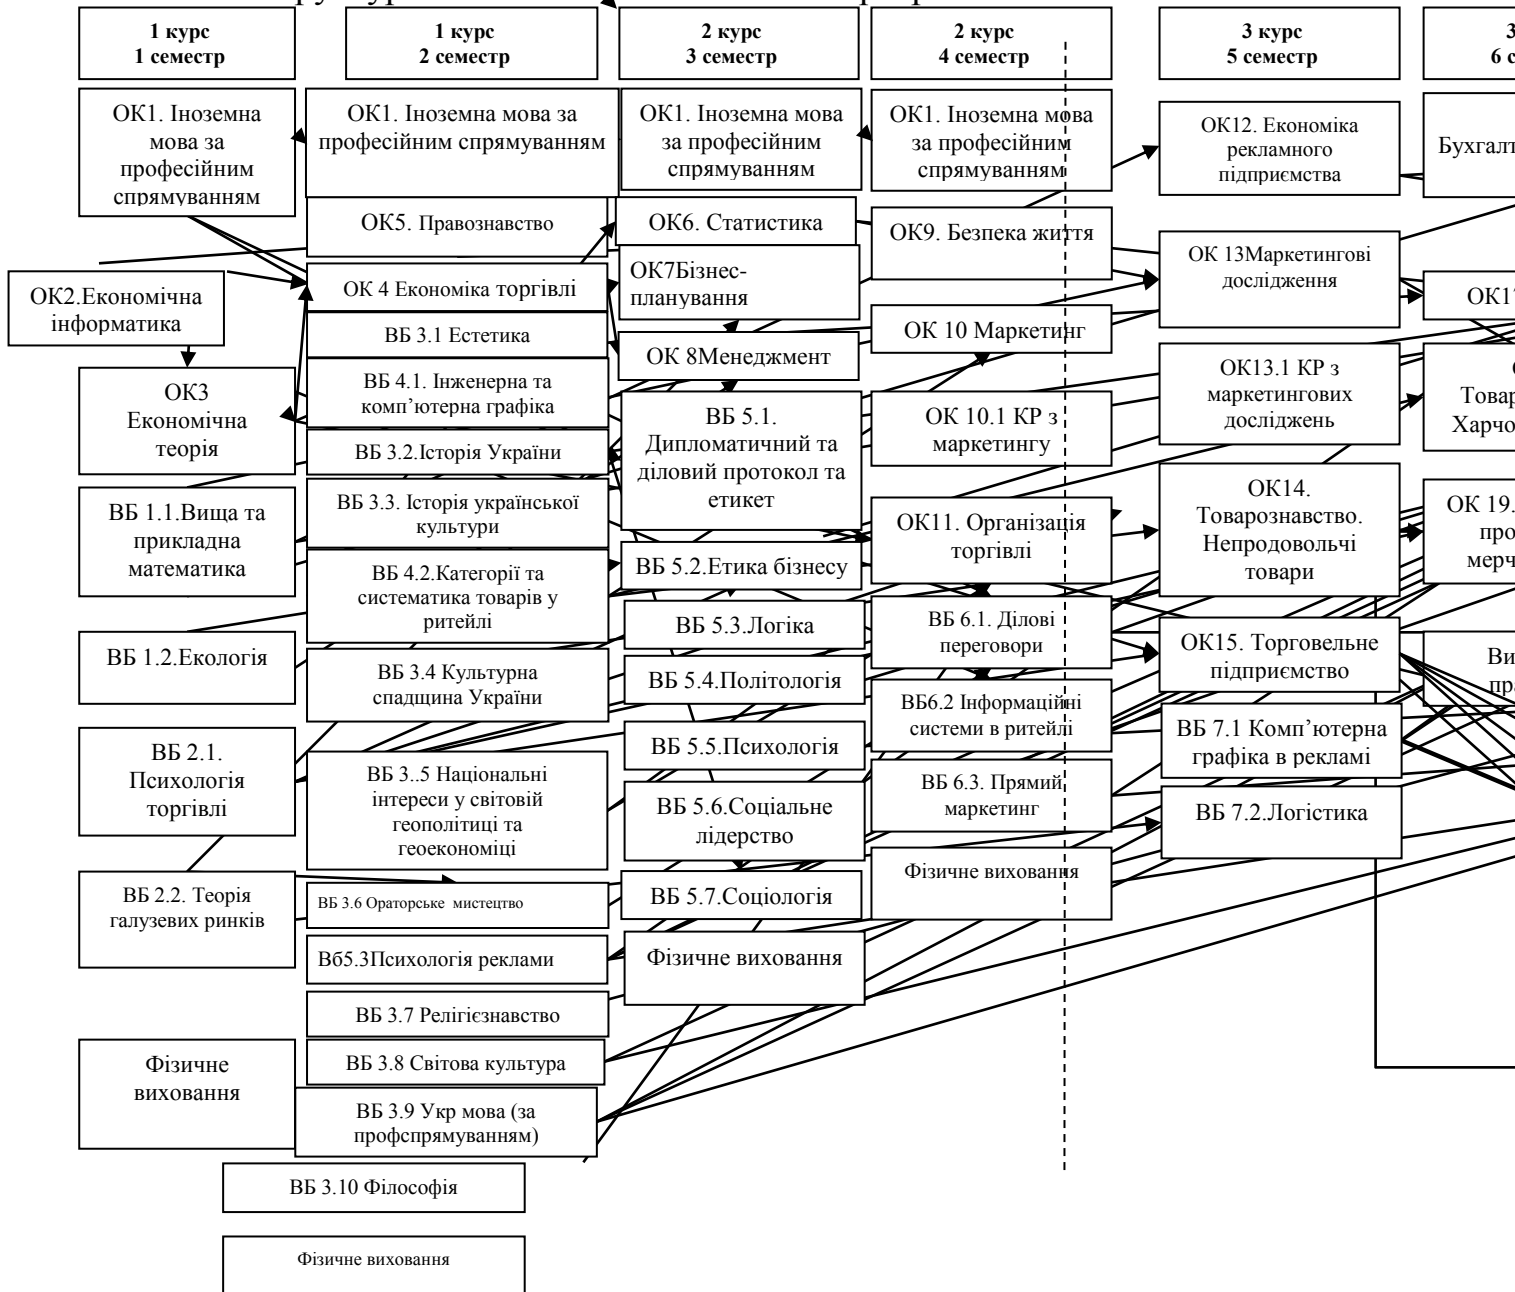 1 курс
1 семестр
1 курс
2 семестр
2 курс
3 семестр
2 курс
4 семестр
3 курс
5 семестр
3
6 с
ОК1. Іноземна
мова за
професійним
спрямуванням
ОК2.Економічна
інформатика
ОК3
Економічна
теорія
ВБ 1.1.Вища та
прикладна
математика
ВБ 1.2.Екологія
ВБ 2.1.
Психологія
торгівлі
ВБ 2.2. Теорія
галузевих ринків
Фізичне
виховання
ОК1. Іноземна мова за
професійним спрямуванням
ОК5. Правознавство
ОК 4 Економіка торгівлі
ВБ 3.1 Естетика
ВБ 4.1. Інженерна та
комп’ютерна графіка
ВБ 3.2.Історія України
ВБ 3.3. Історія української
культури
ВБ 4.2.Категорії та
систематика товарів у
ритейлі
ВБ 3.4 Культурна
спадщина України
ВБ 3..5 Національні
інтереси у світовій
геополітиці та
геоекономіці
ВБ 3.6 Ораторське мистецтво
Вб5.3Психологія реклами
ВБ 3.7 Релігієзнавство
ВБ 3.8 Світова культура
ВБ 3.9 Укр мова (за
профспрямуванням)
ВБ 3.10 Філософія
Фізичне виховання
ОК1. Іноземна мова
за професійним
спрямуванням
ОК6. Статистика
ОК7Бізнес-
планування
ОК 8Менеджмент
ВБ 5.1.
Дипломатичний та
діловий протокол та
етикет
ВБ 5.2.Етика бізнесу
ВБ 5.3.Логіка
ВБ 5.4.Політологія
ВБ 5.5.Психологія
ВБ 5.6.Соціальне
лідерство
ВБ 5.7.Соціологія
Фізичне виховання
ОК1. Іноземна мова
за професійним
спрямуванням
ОК9. Безпека життя
ОК 10 Маркетинг
ОК 10.1 КР з
маркетингу
ОК11. Організація
торгівлі
ВБ 6.1. Ділові
переговори
ВБ6.2 Інформаційні
системи в ритейлі
ВБ 6.3. Прямий
маркетинг
Фізичне виховання
ОК12. Економіка
рекламного
підприємства
ОК 13Маркетингові
дослідження
ОК13.1 КР з
маркетингових
досліджень
ОК14.
Товарознавство.
Непродовольчі
товари
ОК15. Торговельне
підприємство
ВБ 7.1 Комп’ютерна
графіка в рекламі
ВБ 7.2.Логістика
Бухгалт
ОК17
Товар
Харчо
ОК 19.
про
мерч
Ви
пра